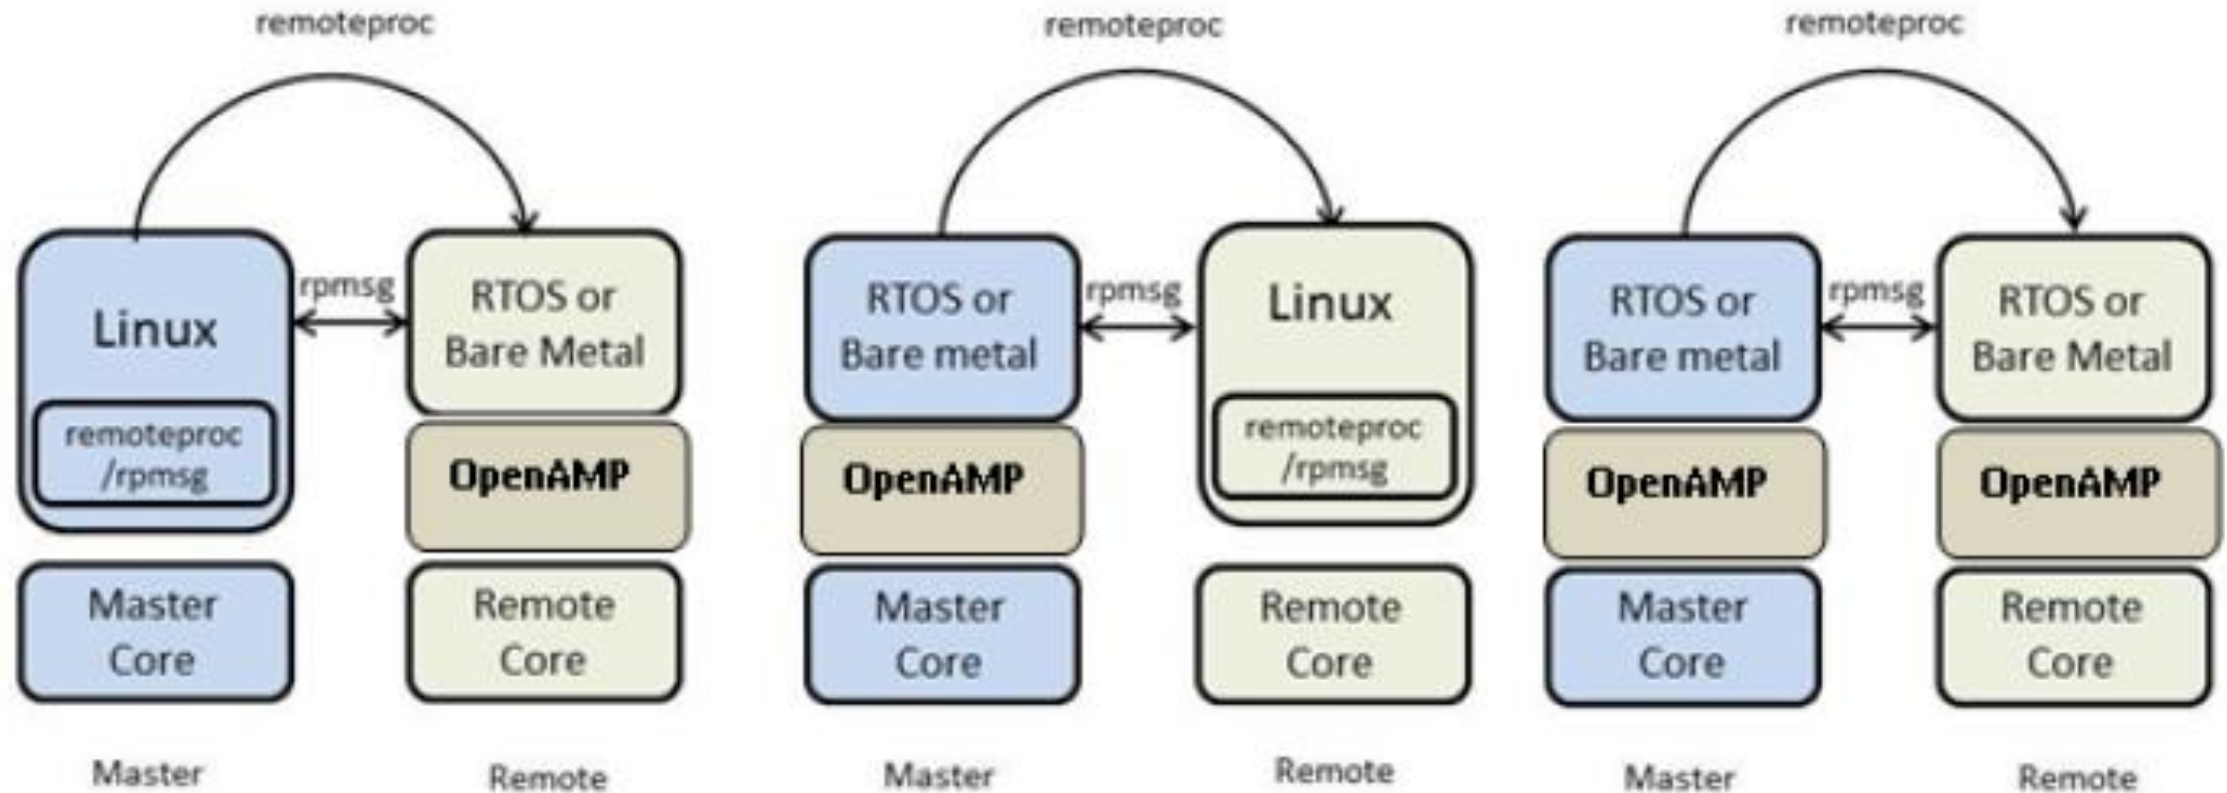 remoteproc
Linux
remoteproc
/rpmsg
rpmsg
RTOS or
Bare Metal
OpenAMP
Master
Core
Remote
Core
Master
Remote
remoteproc
RTOS or
Bare metal
rpmsg
Linux
remoteproc
/rpmsg
OpenAMP
Master
Core
Remote
Core
Master
Remote
remoteproc
RTOS or
Bare metal
rpmsg
RTOS or
Bare Metal
OpenAMP
OpenAMP
Master
Core
Remote
Core
Master
Remote